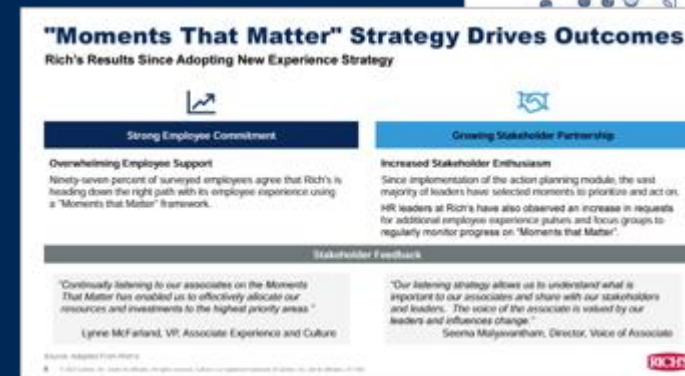 "Moments That Matter" Strategy Drives Outcomes
Rich's Results Since Adopting New Experience Strategy
Strong Employee Commitment
Growing Stakeholder Partnership
Overwhelming Employee Support
Ninety-seven percent of surveyed employees agree that Rich's is
heading down the right path with its employee experience using
a "Moments that Matter" framework.
Increased Stakeholder Enthusiasm
Since implementation of the action planning module, the vast
majority of leaders have selected moments to prioritize and act on.
HR leaders at Rich's have also observed an increase in requests
for additional employee experience pulses and focus groups to
regularly monitor progress on "Moments that Matter".
Stakeholder Feedback
"Continually listening to our associates on the Moments
That Matter has enabled us to effectively allocate our
resources and investments to the highest priority areas."
Lynne McFarland, VP, Associate Experience and Culture
"Our listening strategy allows us to understand what is
important to our associates and share with our stakeholders
and leaders. The voice of the associate is valued by our
leaders and influences change."
Seema Malyavantham, Director, Voice of Associate
Source: Adapted From Rich's
RICH'S